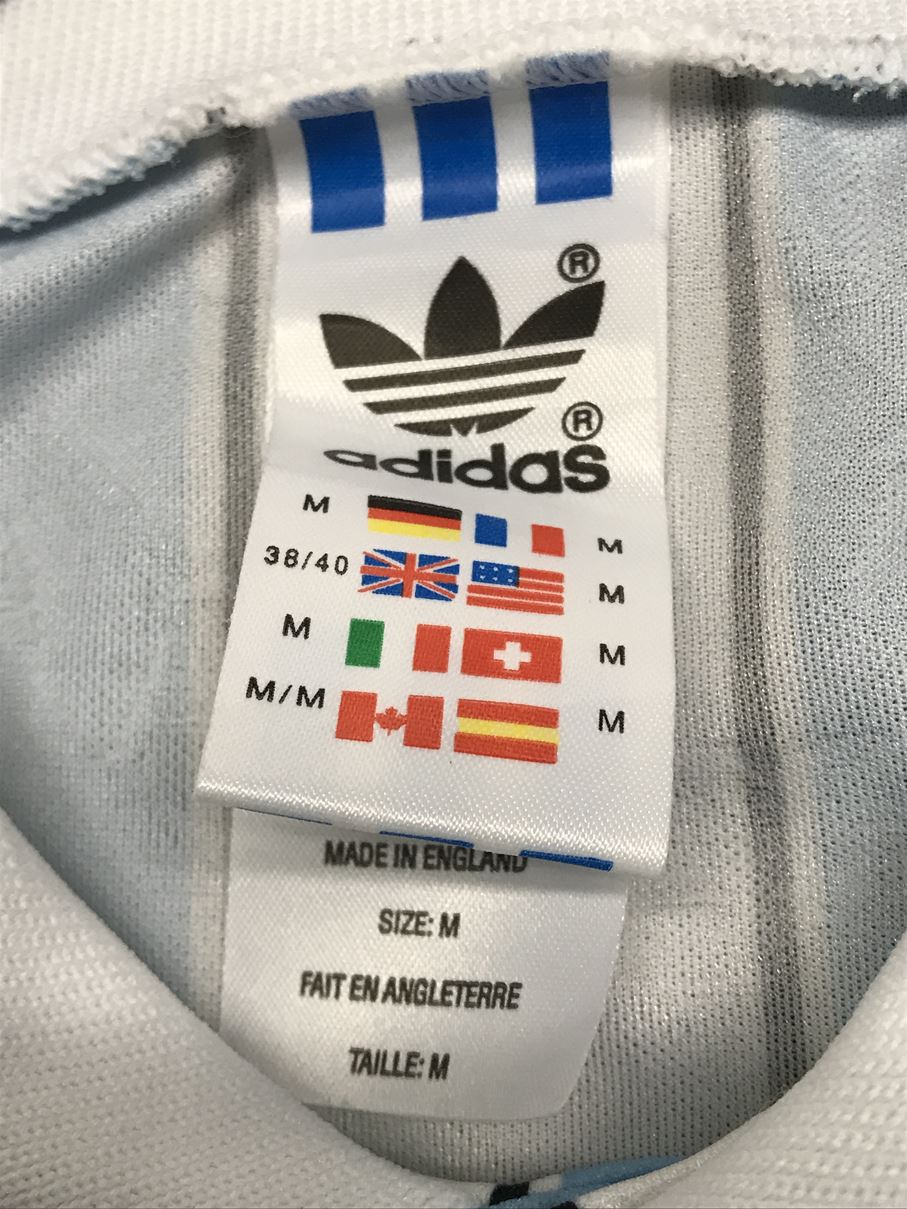 ®
®
adidas
M M
38/40 M
M M
M/M M
MADE IN ENGLAND
SIZE: M
FAIT EN ANGLETERRE
TAILLE: M